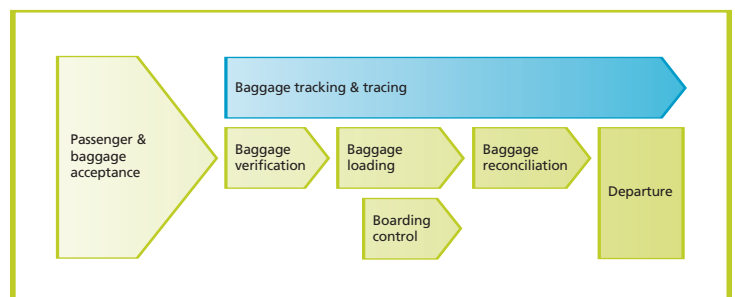 Baggage tracking & tracing
Passenger &
baggage
acceptance
Baggage
verification
Baggage
loading
Baggage
reconciliation
Departure
Boarding
control